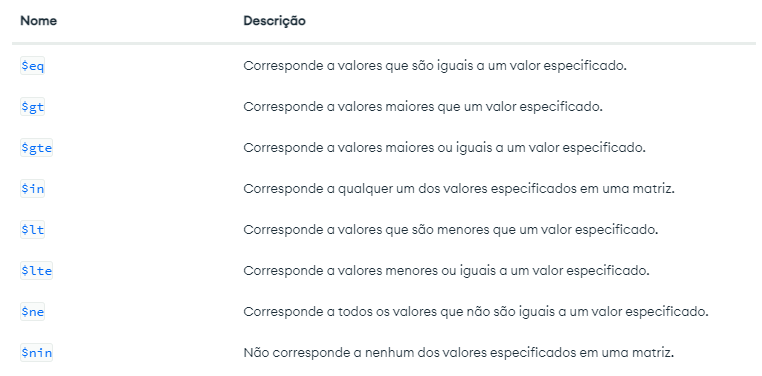 Nome Descrição
$eq Corresponde a valores que são iguais a um valor especificado.
$gt Corresponde a valores maiores que um valor especificado.
$gte Corresponde a valores maiores ou iguais a um valor especificado.
$in Corresponde a qualquer um dos valores especificados em uma matriz.
$lt Corresponde a valores que são menores que um valor especificado.
$lte Corresponde a valores menores ou iguais a um valor especificado.
$ne Corresponde a todos os valores que não são iguais a um valor especificado.
$nin Não corresponde a nenhum dos valores especificados em uma matriz.